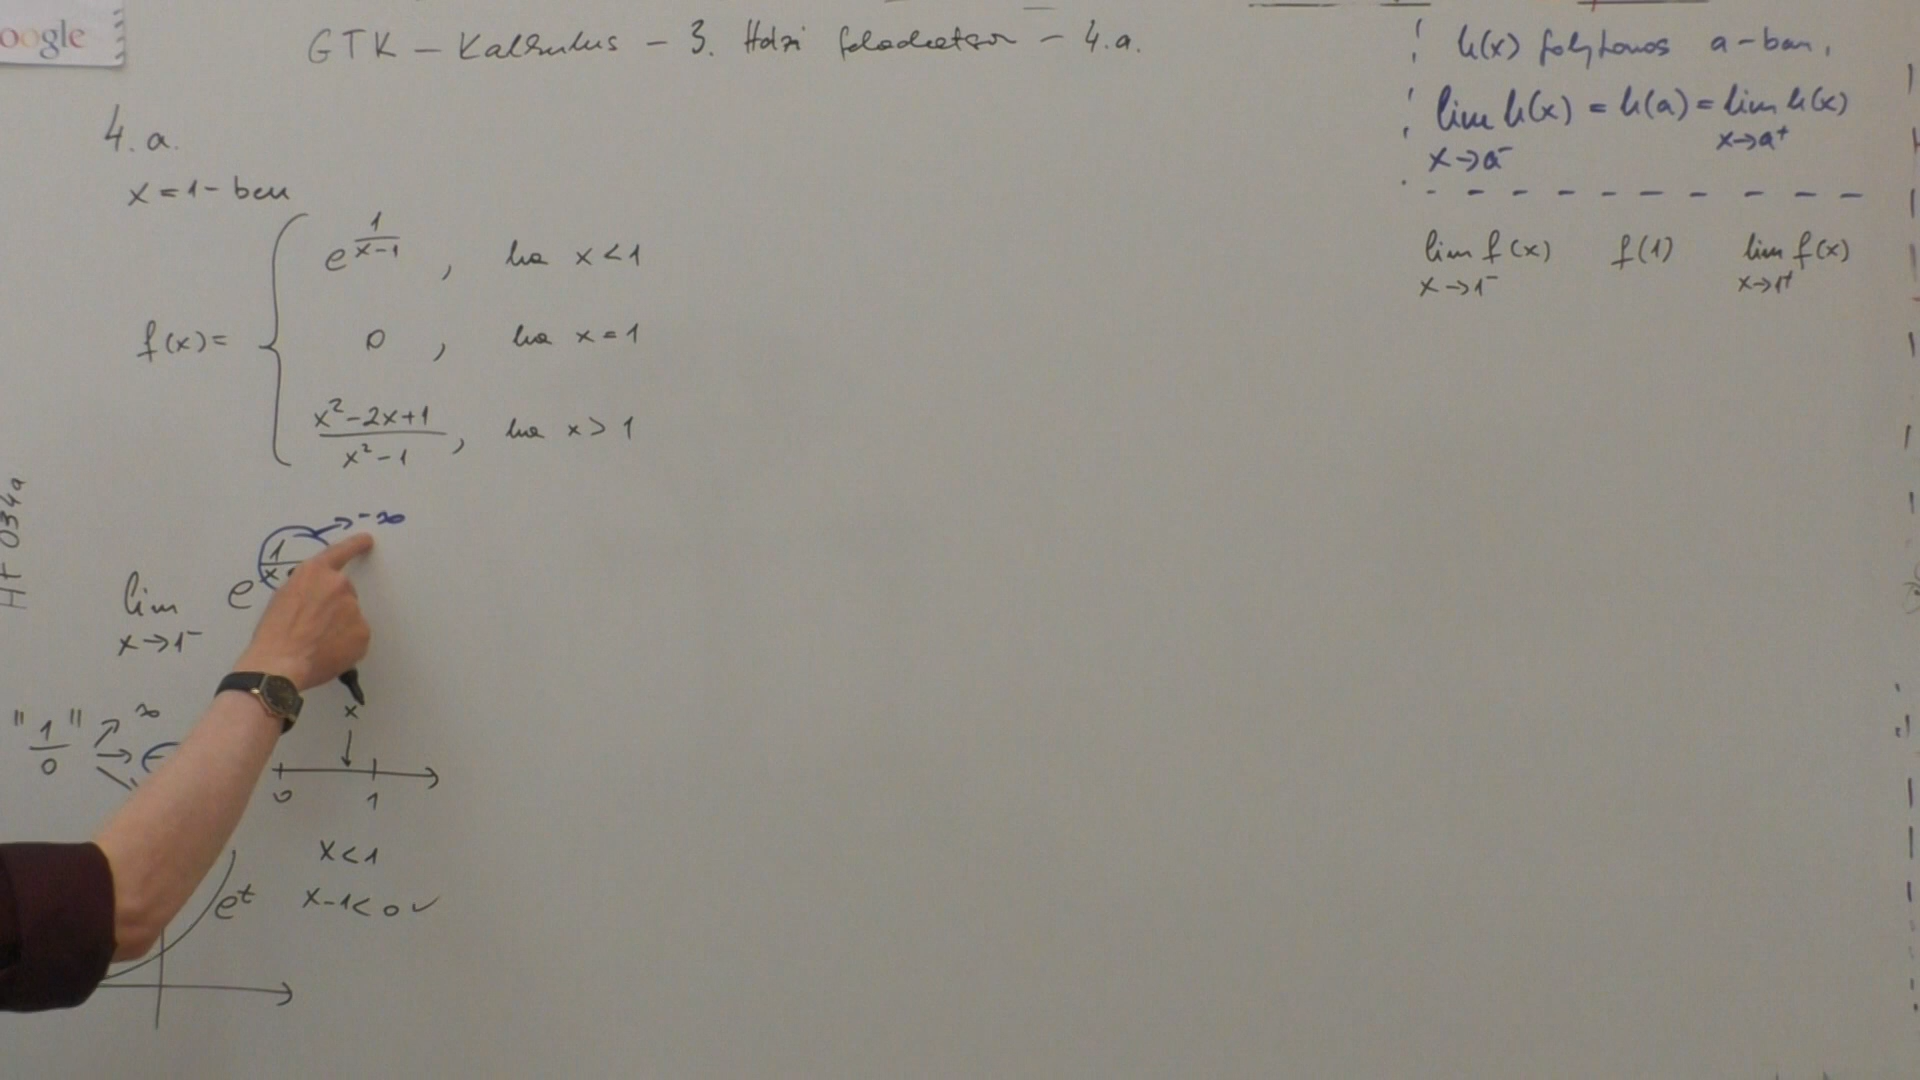 oogle
GTK - Kalkulus - 3. Házi feladatsor - 4.a.
h(x) folytonos a-ban,
lim h(x) = h(a) = lim h(x)
x→a⁻ x→a⁺
lim f(x) f(1) lim f(x)
x→1⁻ x→1⁺
4.a.
x=1-ben
e^(1/(x-1)), ha x<1
f(x)= { 0, ha x=1
(x²-2x+1)/(x²-1), ha x>1
HF 034a
→ -∞
lim e
x→1⁻
"1/0" ↗ ∞
x
0 1
x<1
e^t x-1<0 ✓